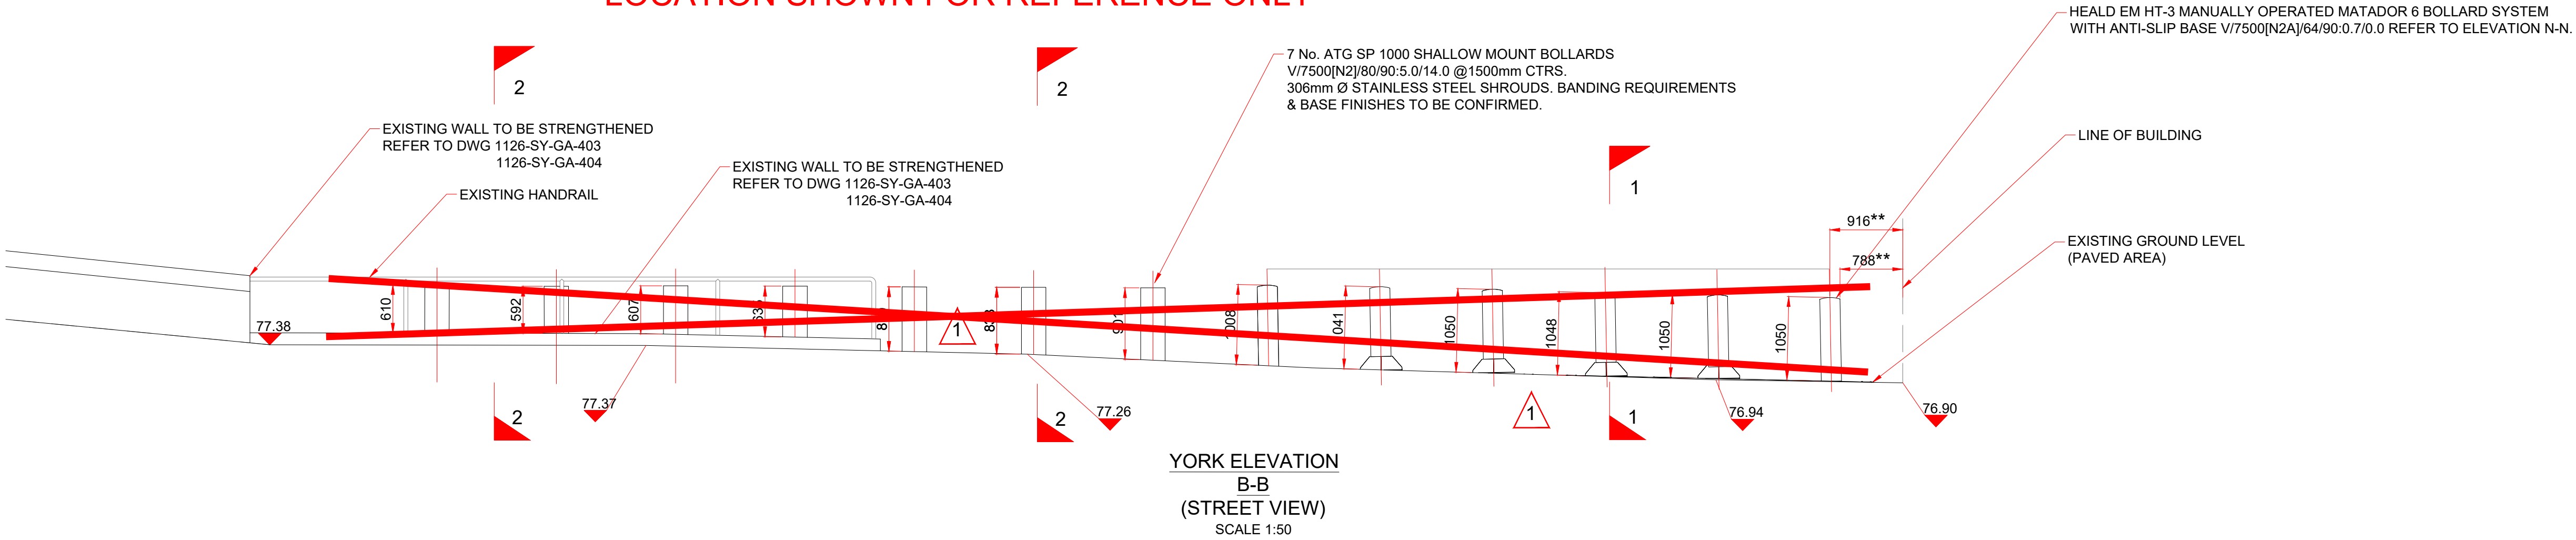 HEALD EM HT-3 MANUALLY OPERATED MATADOR 6 BOLLARD SYSTEM
WITH ANTI-SLIP BASE V/7500[N2A]/64/90:0.7/0.0 REFER TO ELEVATION N-N.
7 No. ATG SP 1000 SHALLOW MOUNT BOLLARDS
V/7500[N2]/80/90:5.0/14.0 @1500mm CTRS.
306mm Ø STAINLESS STEEL SHROUDS. BANDING REQUIREMENTS
& BASE FINISHES TO BE CONFIRMED.
2
2
EXISTING WALL TO BE STRENGTHENED
REFER TO DWG 1126-SY-GA-403
1126-SY-GA-404
LINE OF BUILDING
EXISTING WALL TO BE STRENGTHENED
REFER TO DWG 1126-SY-GA-403
1126-SY-GA-404
EXISTING HANDRAIL
1
916**
EXISTING GROUND LEVEL
(PAVED AREA)
788**
610
592
607
1041
1050
1048
1050
1050
77.38
1
77.37
77.26
1
76.94
76.90
2
2
1
YORK ELEVATION
B-B
(STREET VIEW)
SCALE 1:50